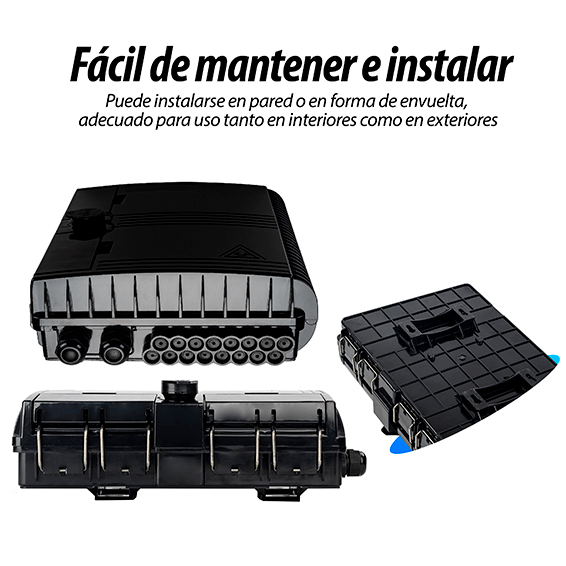 Fácil de mantener e instalar
Puede instalarse en pared o en forma de envuelta,
adecuado para uso tanto en interiores como en exteriores